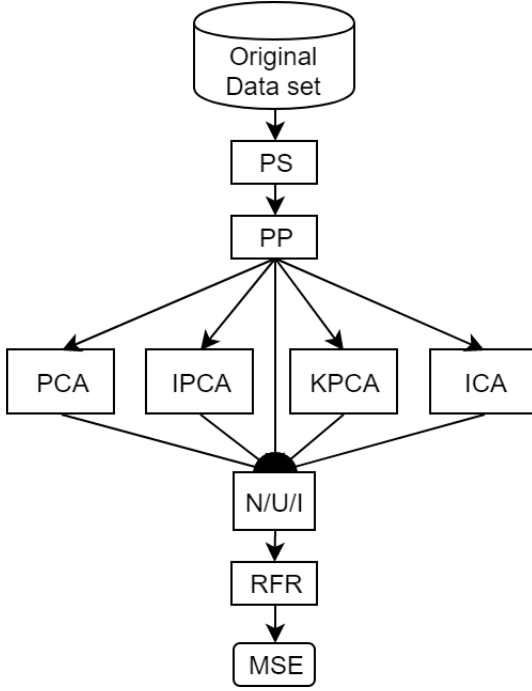 Original
Data set
PS
PP
PCA
IPCA
KPCA
ICA
N/U/I
RFR
MSE